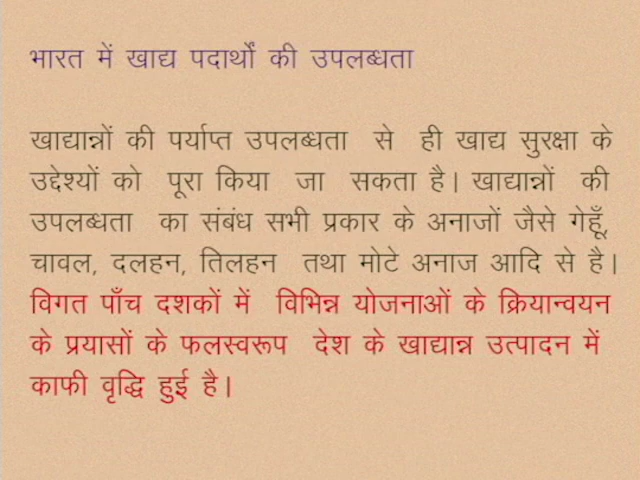 भारत में खाद्य पदार्थों की उपलब्धता
खाद्यान्नों की पर्याप्त उपलब्धता से ही खाद्य सुरक्षा के
उद्देश्यों को पूरा किया जा सकता है। खाद्यान्नों की
उपलब्धता का संबंध सभी प्रकार के अनाजों जैसे गेहूँ,
चावल, दलहन, तिलहन तथा मोटे अनाज आदि से है।
विगत पाँच दशकों में विभिन्न योजनाओं के क्रियान्वयन
के प्रयासों के फलस्वरूप देश के खाद्यान्न उत्पादन में
काफी वृद्धि हुई है।